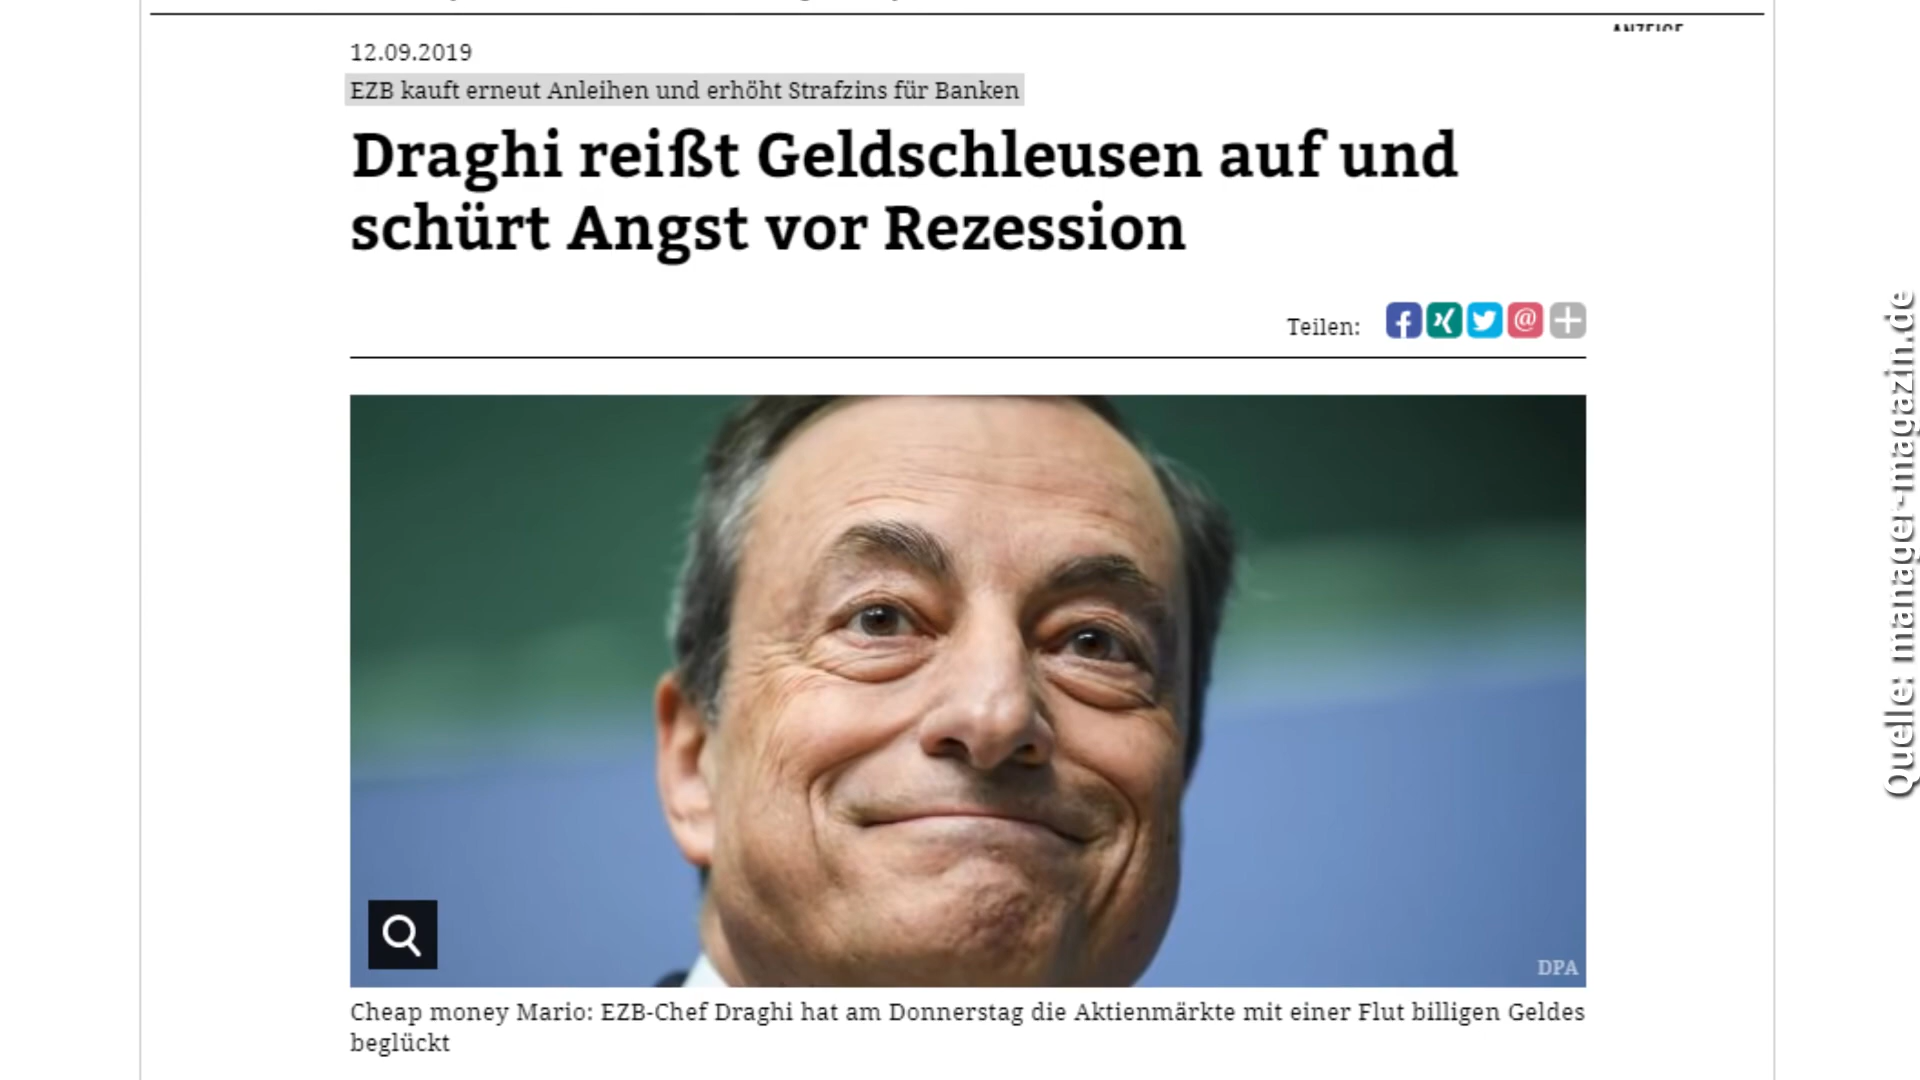 12.09.2019
EZB kauft erneut Anleihen und erhöht Strafzins für Banken
Draghi reißt Geldschleusen auf und
schürt Angst vor Rezession
Teilen:
DPA
Cheap money Mario: EZB-Chef Draghi hat am Donnerstag die Aktienmärkte mit einer Flut billigen Geldes
beglückt
Quelle: manager-magazin.de